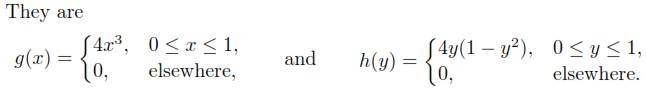 They are
g(x) = {4x³, 0 ≤ x ≤ 1, 0, elsewhere, and h(y) = {4y(1 − y²), 0 ≤ y ≤ 1, 0, elsewhere.